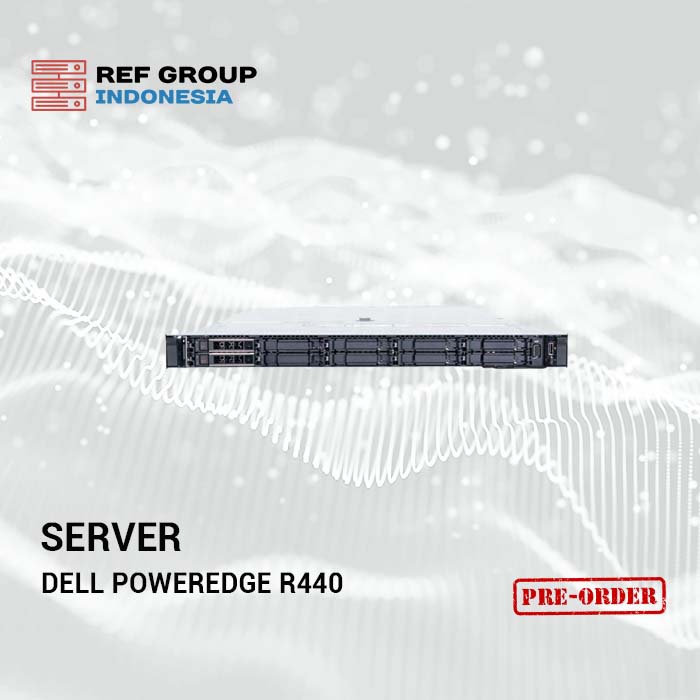 REF GROUP
INDONESIA
SERVER
DELL POWEREDGE R440
PRE-ORDER